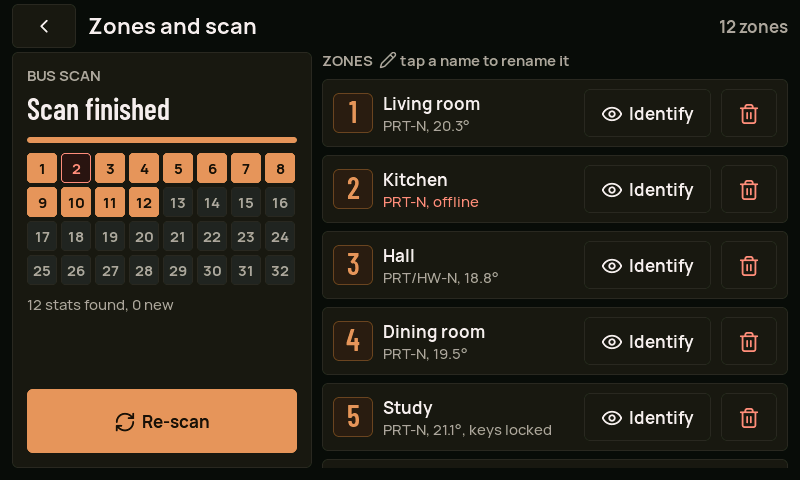 Zones and scan
12 zones
BUS SCAN
Scan finished
1 2 3 4 5 6 7 8
9 10 11 12 13 14 15 16
17 18 19 20 21 22 23 24
25 26 27 28 29 30 31 32
12 stats found, 0 new
Re-scan
ZONES tap a name to rename it
1 Living room Identify
PRT-N, 20.3°
2 Kitchen Identify
PRT-N, offline
3 Hall Identify
PRT/HW-N, 18.8°
4 Dining room Identify
PRT-N, 19.5°
5 Study Identify
PRT-N, 21.1°, keys locked